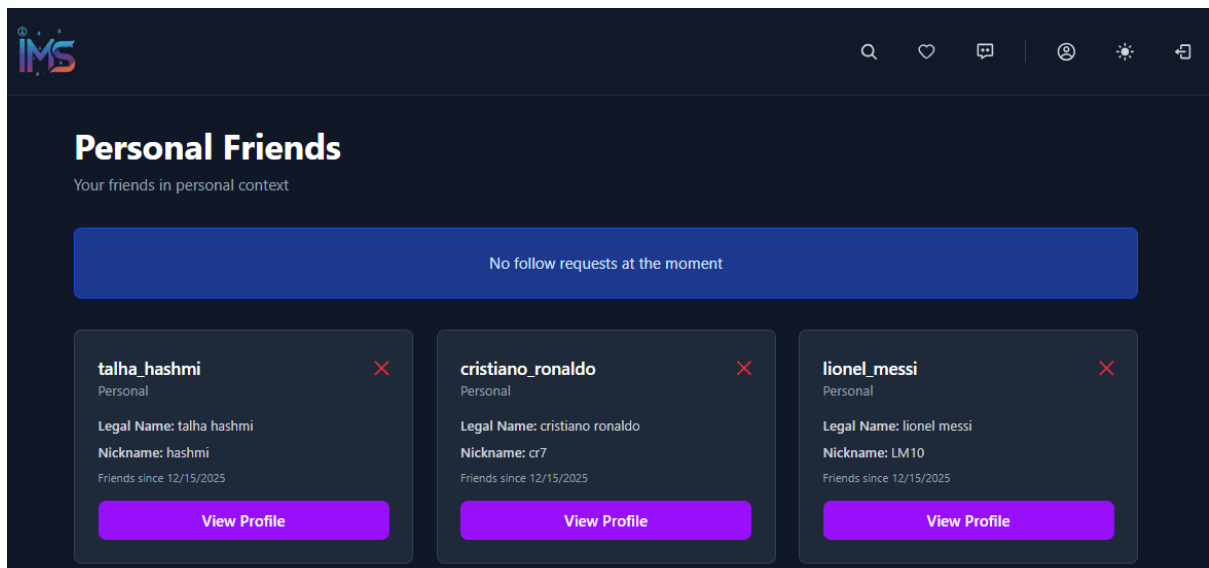 IMS
Personal Friends
Your friends in personal context
No follow requests at the moment
talha_hashmi
Personal
Legal Name: talha hashmi
Nickname: hashmi
Friends since 12/15/2025
View Profile
cristiano_ronaldo
Personal
Legal Name: cristiano ronaldo
Nickname: cr7
Friends since 12/15/2025
View Profile
lionel_messi
Personal
Legal Name: lionel messi
Nickname: LM10
Friends since 12/15/2025
View Profile